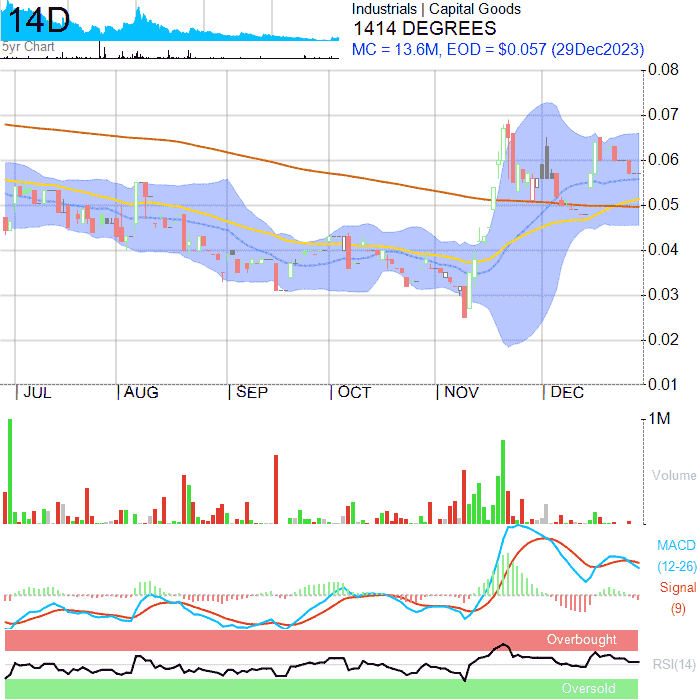 14D
5yr Chart
Industrials | Capital Goods
1414 DEGREES
MC = 13.6M, EOD = $0.057 (29Dec2023)
0.08
0.07
0.06
0.05
0.04
0.03
0.02
0.01
JUL AUG SEP OCT NOV DEC
1M
Volume
MACD
(12-26)
Signal
(9)
Overbought
RSI(14)
Oversold